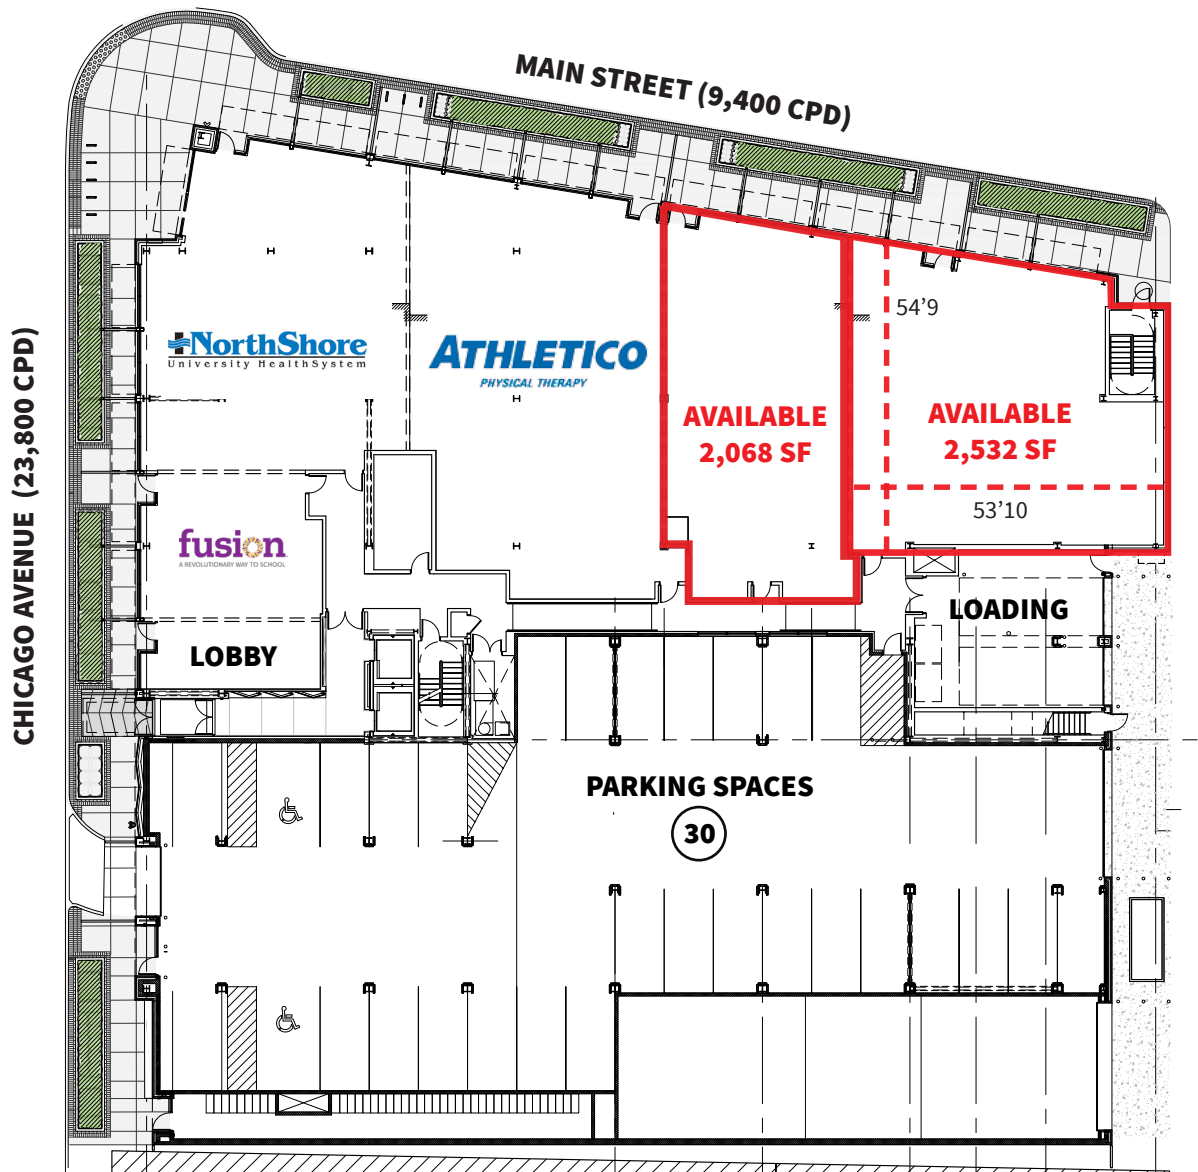 MAIN STREET (9,400 CPD)
CHICAGO AVENUE (23,800 CPD)
NorthShore
University HealthSystem
ATHLETICO
PHYSICAL THERAPY
54’9
AVAILABLE
2,068 SF
AVAILABLE
2,532 SF
53’10
fusion
A REVOLUTIONARY WAY TO SCHOOL
LOADING
LOBBY
PARKING SPACES
30